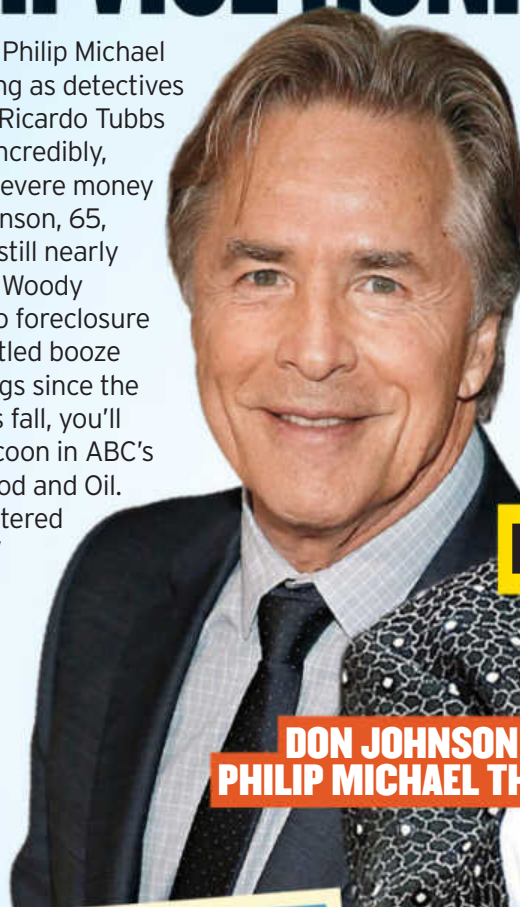 VICE
Philip Michael
ng as detectives
Ricardo Tubbs
ncredibly,
evere money
nson, 65,
still nearly
Woody
o foreclosure
tled booze
gs since the
s fall, you'll
coon in ABC's
od and Oil.
tered
DON JOHNSON
PHILIP MICHAEL TH